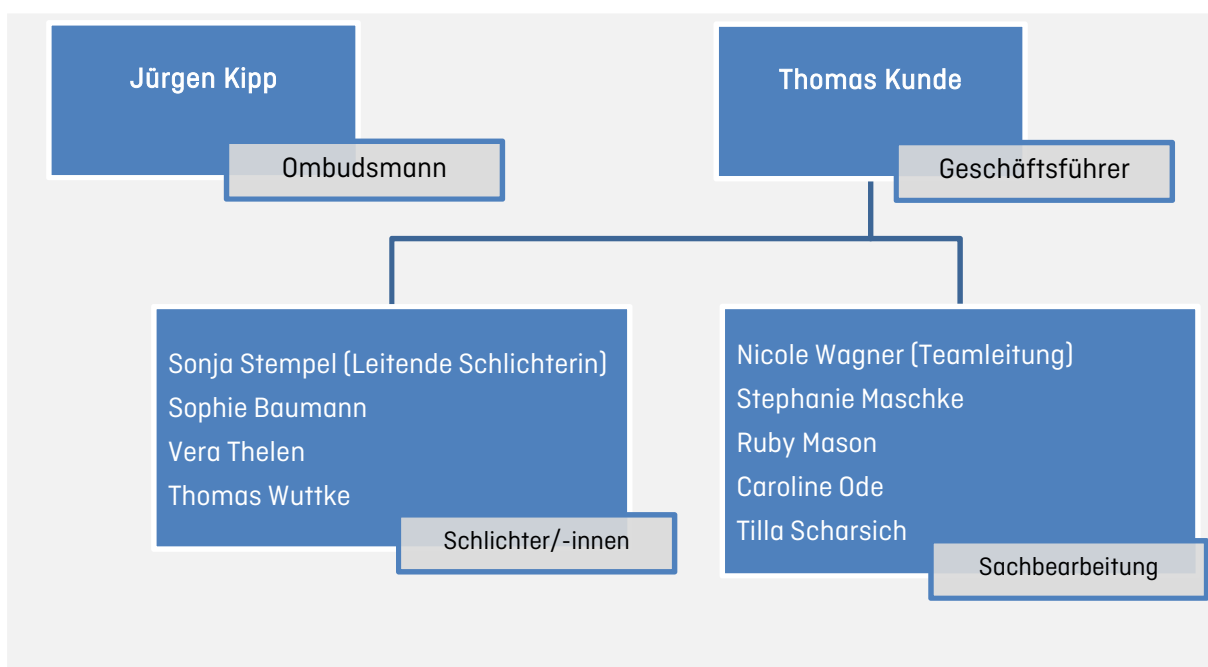 Jürgen Kipp
Ombudsmann
Thomas Kunde
Geschäftsführer
Sonja Stempel (Leitende Schlichterin)
Sophie Baumann
Vera Thelen
Thomas Wuttke
Schlichter/-innen
Nicole Wagner (Teamleitung)
Stephanie Maschke
Ruby Mason
Caroline Ode
Tilla Scharsich
Sachbearbeitung